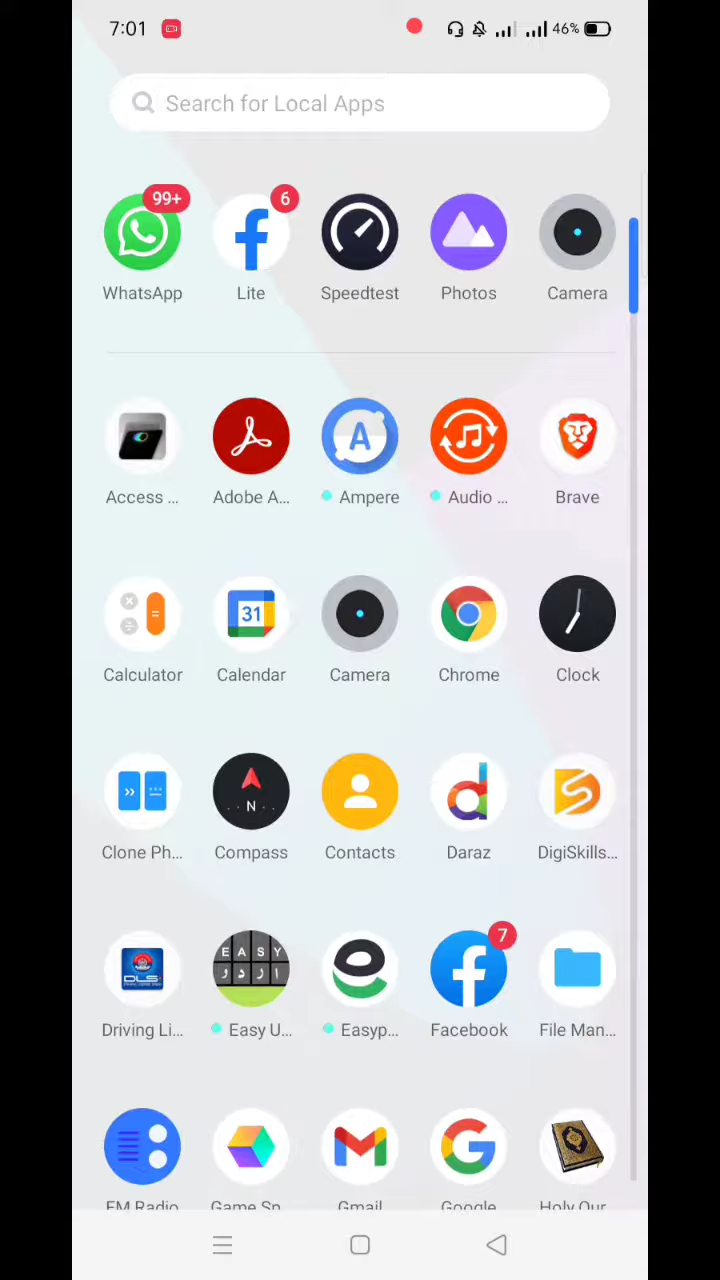 7:01 46%
Search for Local Apps
99+ 6
WhatsApp Lite Speedtest Photos Camera
A
Access ... Adobe A... Ampere Audio ... Brave
31
Calculator Calendar Camera Chrome Clock
N
Clone Ph... Compass Contacts Daraz DigiSkills...
7
EASY
DLS
اردو
Driving Li... Easy U... Easyp... Facebook File Man...
FM Radio Game Sp... Gmail Google Holy Qur...